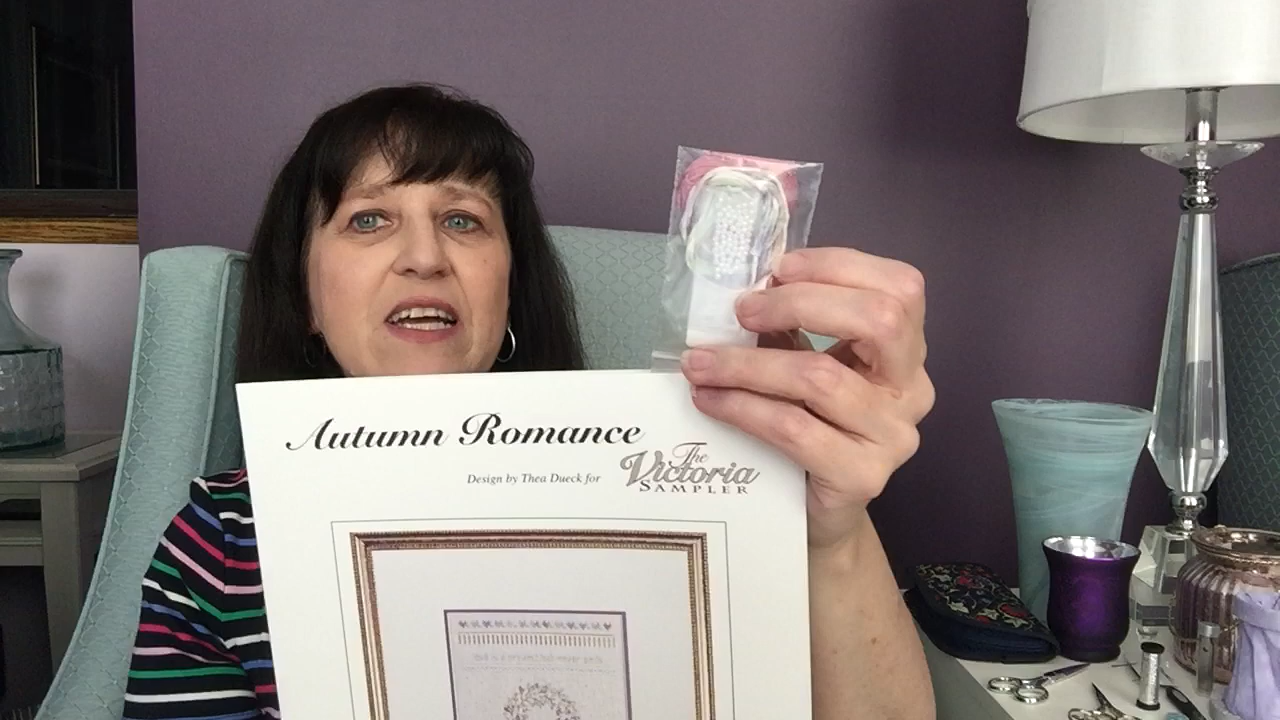 Autumn Romance
Design by Thea Dueck for
The
Victoria
SAMPLER